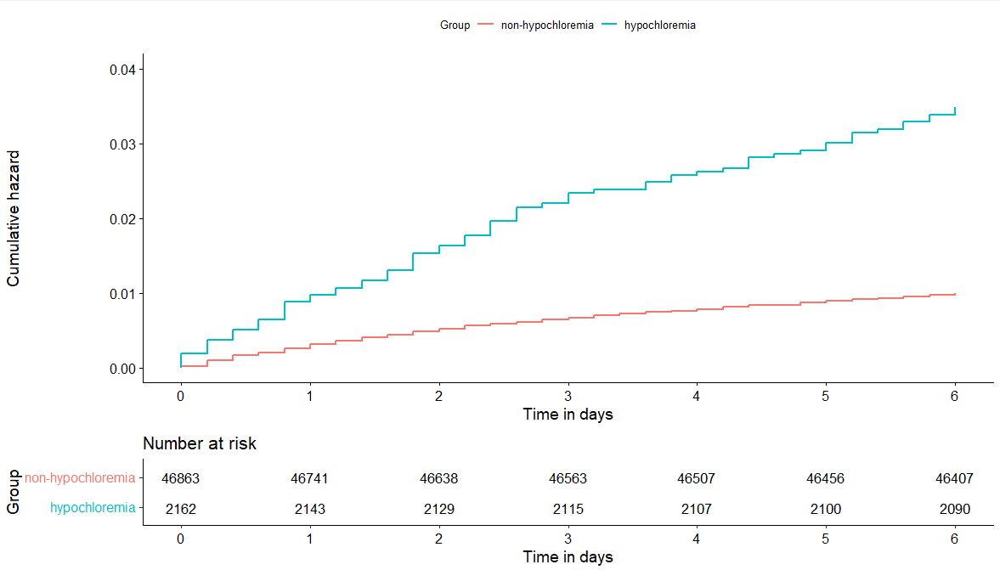 Group non-hypochloremia hypochloremia
0.04
0.03
0.02
0.01
0.00
Cumulative hazard
0 1 2 3 4 5 6
Time in days
Number at risk
Group
non-hypochloremia 46863 46741 46638 46563 46507 46456 46407
hypochloremia 2162 2143 2129 2115 2107 2100 2090
0 1 2 3 4 5 6
Time in days